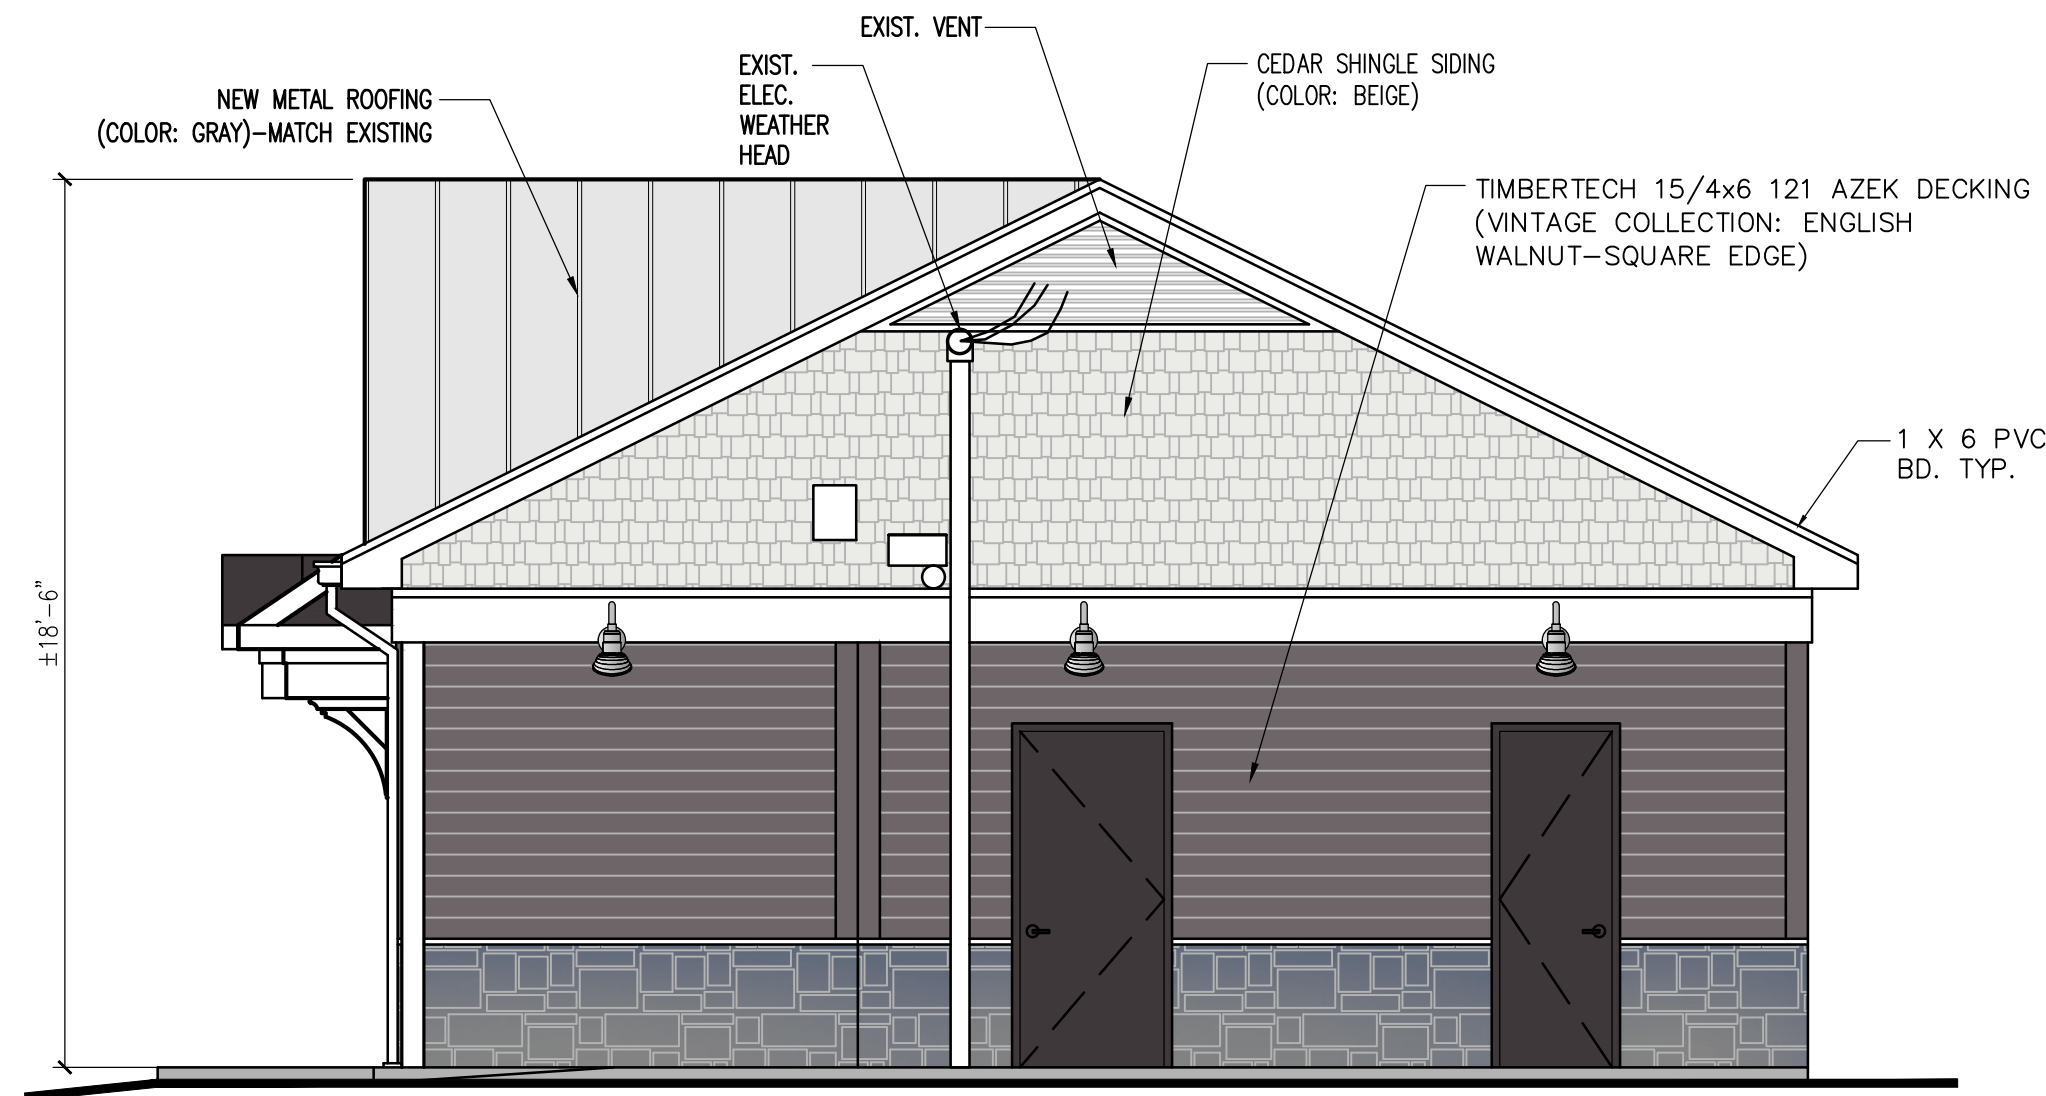 EXIST. VENT
EXIST.
ELEC.
WEATHER
HEAD
CEDAR SHINGLE SIDING
(COLOR: BEIGE)
NEW METAL ROOFING
(COLOR: GRAY)-MATCH EXISTING
TIMBERTECH 15/4x6 121 AZEK DECKING
(VINTAGE COLLECTION: ENGLISH
WALNUT-SQUARE EDGE)
1 X 6 PVC
BD. TYP.
±18'-6"